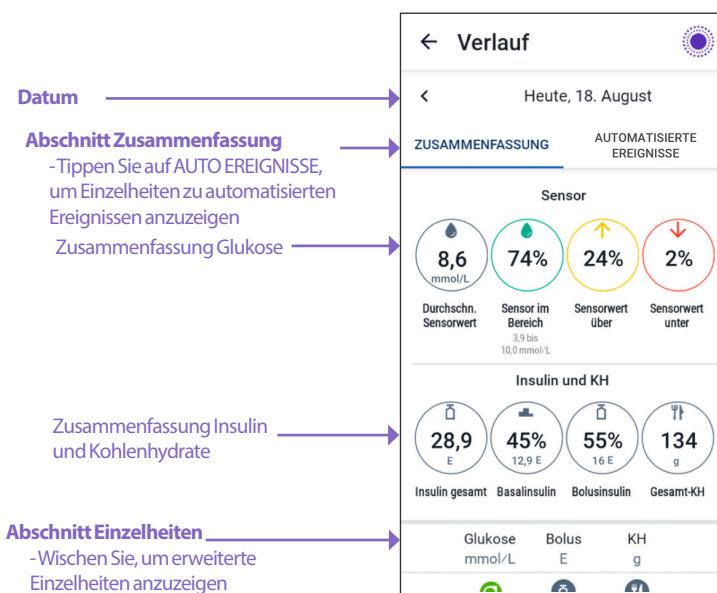 Datum
Abschnitt Zusammenfassung
-Tippen Sie auf AUTO EREIGNISSE,
um Einzelheiten zu automatisierten
Ereignissen anzuzeigen
Zusammenfassung Glukose
Zusammenfassung Insulin
und Kohlenhydrate
Abschnitt Einzelheiten
-Wischen Sie, um erweiterte
Einzelheiten anzuzeigen
Verlauf
Heute, 18. August
ZUSAMMENFASSUNG
AUTOMATISIERTE
EREIGNISSE
Sensor
8,6 74% 24% 2%
mmol/L
Durchschn. Sensor im Sensorwert Sensorwert
Sensorwert Bereich über unter
3,9 bis
10,0 mmol/L
Insulin und KH
28,9 45% 55% 134
E 12,9 E 16 E g
Insulin gesamt Basalinsulin Bolusinsulin Gesamt-KH
Glukose Bolus KH
mmol/L E g